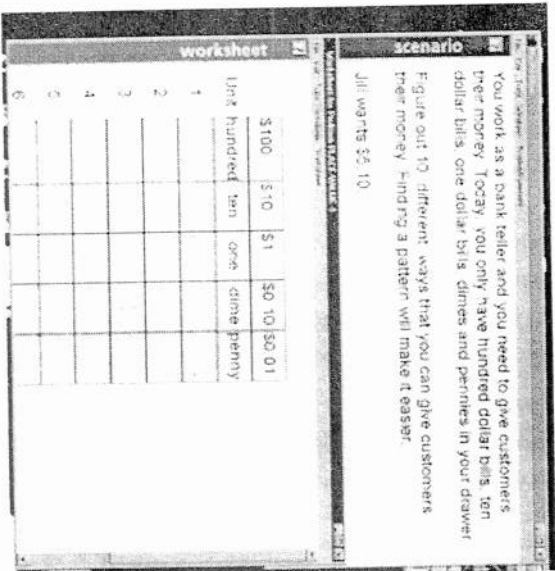 scenario
You work as a bank teller and you need to give customers
their money. Today, you only have hundred dollar bills, ten
dollar bills, one dollar bills, dimes and pennies in your drawer
Figure out 10 different ways that you can give customers
their money. Finding a pattern will make it easier.
Jill wants $5.10
worksheet
$100 $10 $1 $0.10 $0.01
Unit hundred ten one dime penny
1
2
3
4
5
6